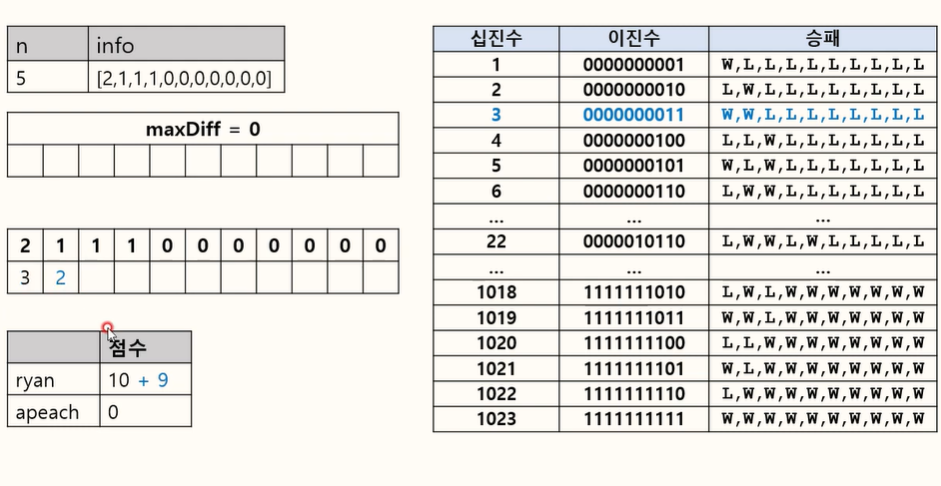 n info
5 [2,1,1,1,0,0,0,0,0,0,0]
maxDiff = 0
2 1 1 1 0 0 0 0 0 0 0
3 2
점수
ryan 10 + 9
apeach 0
십진수 이진수 승패
1 0000000001 W,L,L,L,L,L,L,L,L,L
2 0000000010 L,W,L,L,L,L,L,L,L,L
3 0000000011 W,W,L,L,L,L,L,L,L,L
4 0000000100 L,L,W,L,L,L,L,L,L,L
5 0000000101 W,L,W,L,L,L,L,L,L,L
6 0000000110 L,W,W,L,L,L,L,L,L,L
... ... ...
22 0000010110 L,W,W,L,W,L,L,L,L,L
... ... ...
1018 1111111010 L,W,L,W,W,W,W,W,W,W
1019 1111111011 W,W,L,W,W,W,W,W,W,W
1020 1111111100 L,L,W,W,W,W,W,W,W,W
1021 1111111101 W,L,W,W,W,W,W,W,W,W
1022 1111111110 L,W,W,W,W,W,W,W,W,W
1023 1111111111 W,W,W,W,W,W,W,W,W,W